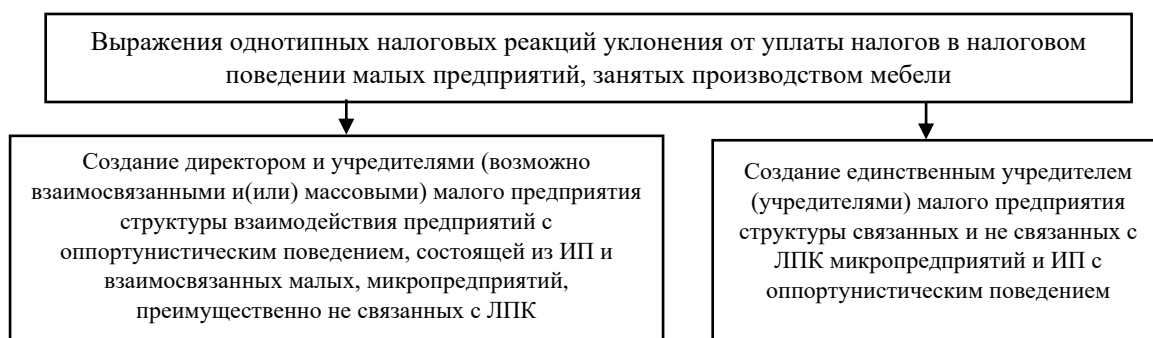 Выражения однотипных налоговых реакций уклонения от уплаты налогов в налоговом
поведении малых предприятий, занятых производством мебели
Создание директором и учредителями (возможно
взаимосвязанными и(или) массовыми) малого предприятия
структуры взаимодействия предприятий с
оппортунистическим поведением, состоящей из ИП и
взаимосвязанных малых, микропредприятий,
преимущественно не связанных с ЛПК
Создание единственным учредителем
(учредителями) малого предприятия
структуры связанных и не связанных с
ЛПК микропредприятий и ИП с
оппортунистическим поведением